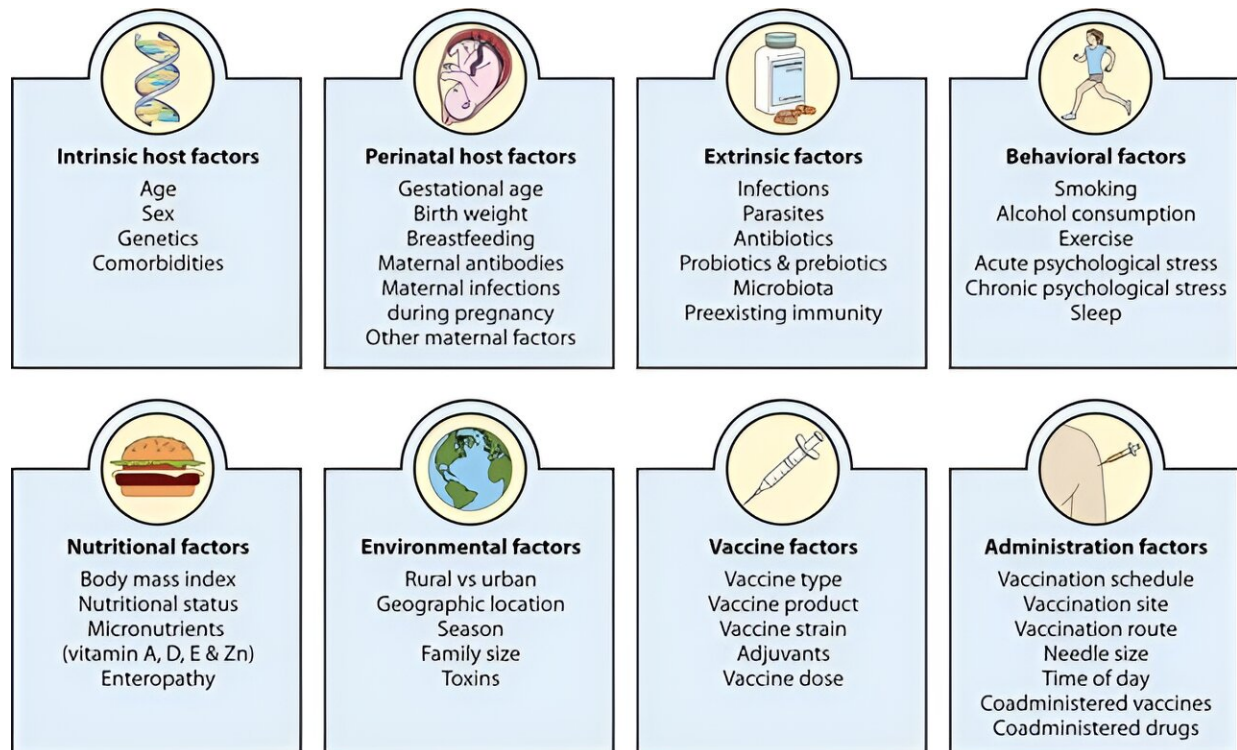 Intrinsic host factors
Age
Sex
Genetics
Comorbidities
Perinatal host factors
Gestational age
Birth weight
Breastfeeding
Maternal antibodies
Maternal infections
during pregnancy
Other maternal factors
Extrinsic factors
Infections
Parasites
Antibiotics
Probiotics & prebiotics
Microbiota
Preexisting immunity
Behavioral factors
Smoking
Alcohol consumption
Exercise
Acute psychological stress
Chronic psychological stress
Sleep
Nutritional factors
Body mass index
Nutritional status
Micronutrients
(vitamin A, D, E & Zn)
Enteropathy
Environmental factors
Rural vs urban
Geographic location
Season
Family size
Toxins
Vaccine factors
Vaccine type
Vaccine product
Vaccine strain
Adjuvants
Vaccine dose
Administration factors
Vaccination schedule
Vaccination site
Vaccination route
Needle size
Time of day
Coadministered vaccines
Coadministered drugs